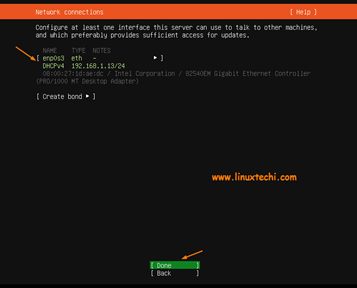 Network connections [ Help ]
Configure at least one interface this server can use to talk to other machines,
and which preferably provides sufficient access for updates.
NAME TYPE NOTES
[ enp0s3 eth - ▸ ]
DHCPv4 192.168.1.13/24
08:00:27:1d:ae:dc / Intel Corporation / 82540EM Gigabit Ethernet Controller
(PRO/1000 MT Desktop Adapter)
[ Create bond ▸ ]
www.linuxtechi.com
[ Done ]
[ Back ]